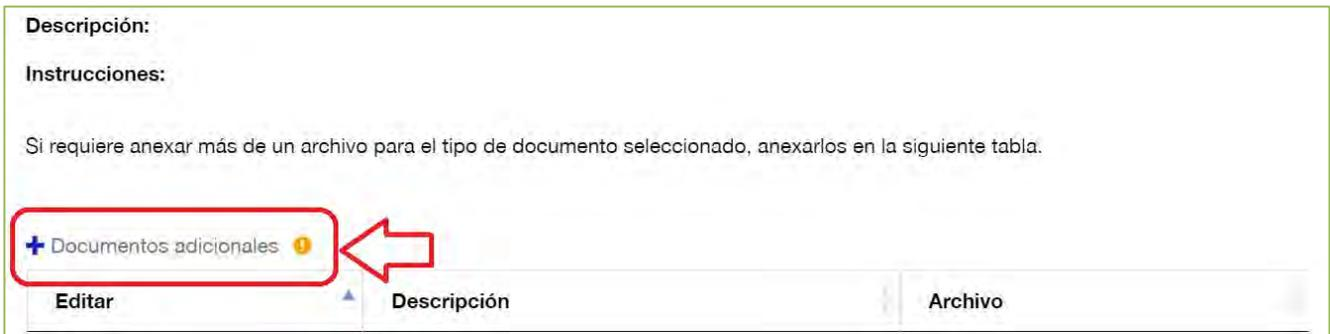 Descripción:
Instrucciones:
Si requiere anexar más de un archivo para el tipo de documento seleccionado, anexarlos en la siguiente tabla.
+ Documentos adicionales !
Editar Descripción Archivo